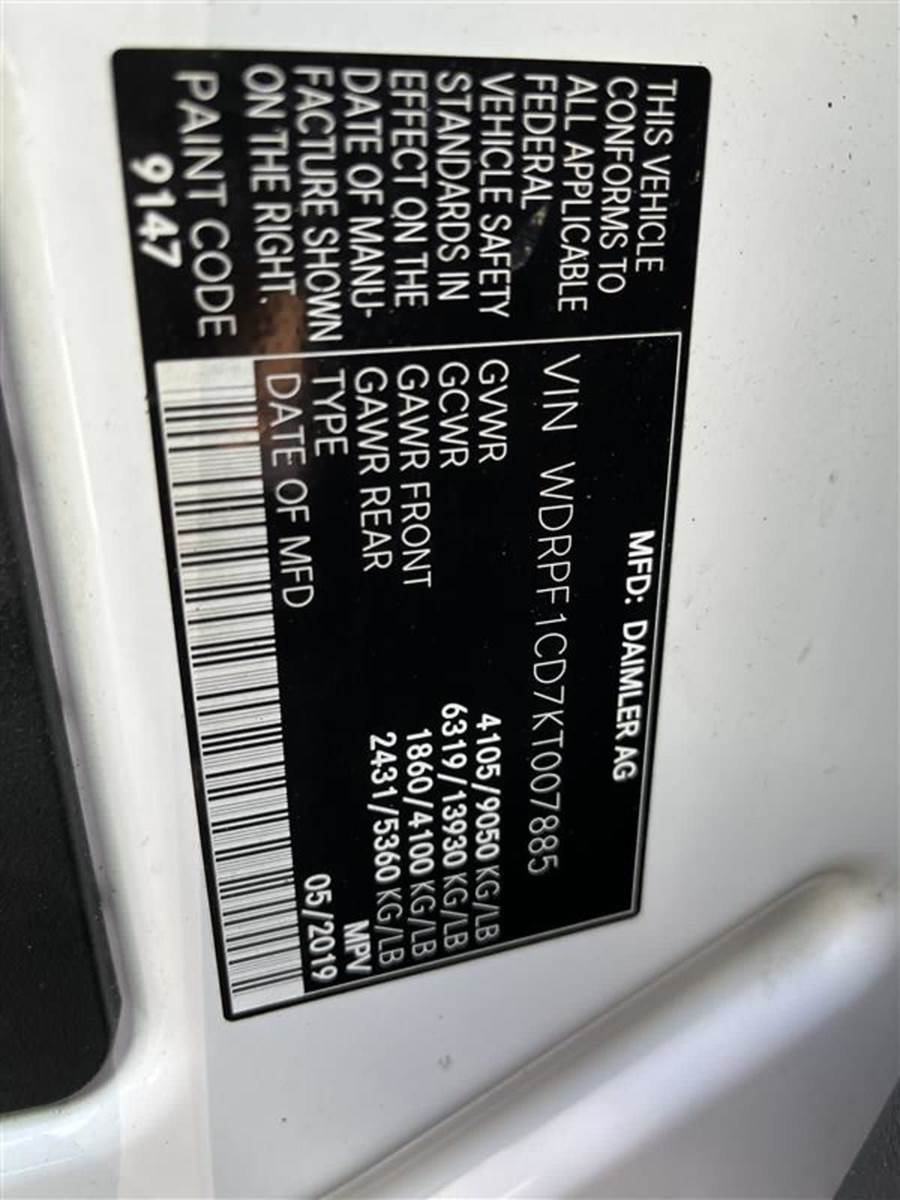 THIS VEHICLE
CONFORMS TO
ALL APPLICABLE
FEDERAL
VEHICLE SAFETY
STANDARDS IN
EFFECT ON THE
DATE OF MANU-
FACTURE SHOWN
ON THE RIGHT.
PAINT CODE
9147
MFD: DAIMLER AG
VIN WDRPF1CD7KT007885
GVWR 4105/9050 KG/LB
GCWR 6319/13930 KG/LB
GAWR FRONT 1860/4100 KG/LB
GAWR REAR 2431/5360 KG/LB
TYPE MPV
DATE OF MFD 05/2019